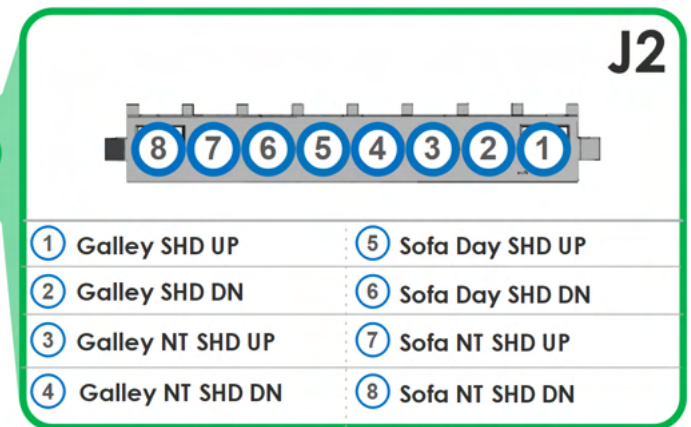 J2
8 7 6 5 4 3 2 1
1 Galley SHD UP
5 Sofa Day SHD UP
2 Galley SHD DN
6 Sofa Day SHD DN
3 Galley NT SHD UP
7 Sofa NT SHD UP
4 Galley NT SHD DN
8 Sofa NT SHD DN